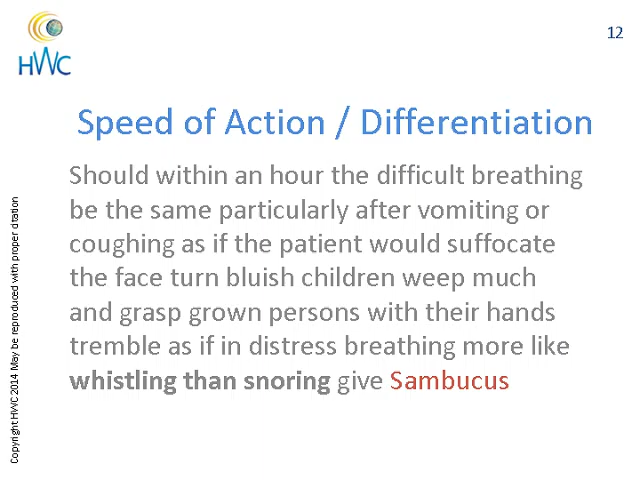 HWC
12
Speed of Action / Differentiation
Should within an hour the difficult breathing
be the same particularly after vomiting or
coughing as if the patient would suffocate
the face turn bluish children weep much
and grasp grown persons with their hands
tremble as if in distress breathing more like
whistling than snoring give Sambucus
Copyright HWC 2014 May be reproduced with proper citation